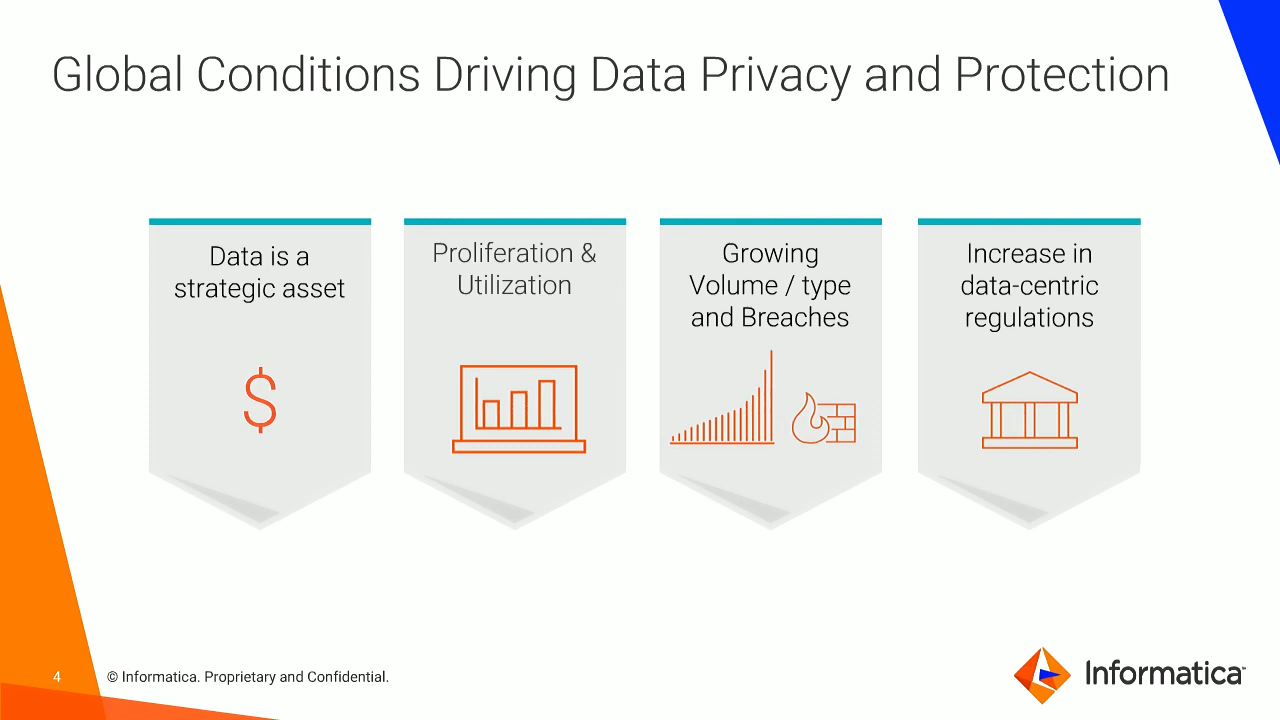 Global Conditions Driving Data Privacy and Protection
Data is a
strategic asset
$
Proliferation &
Utilization
Growing
Volume / type
and Breaches
Increase in
data-centric
regulations
4
© Informatica. Proprietary and Confidential.
Informatica™